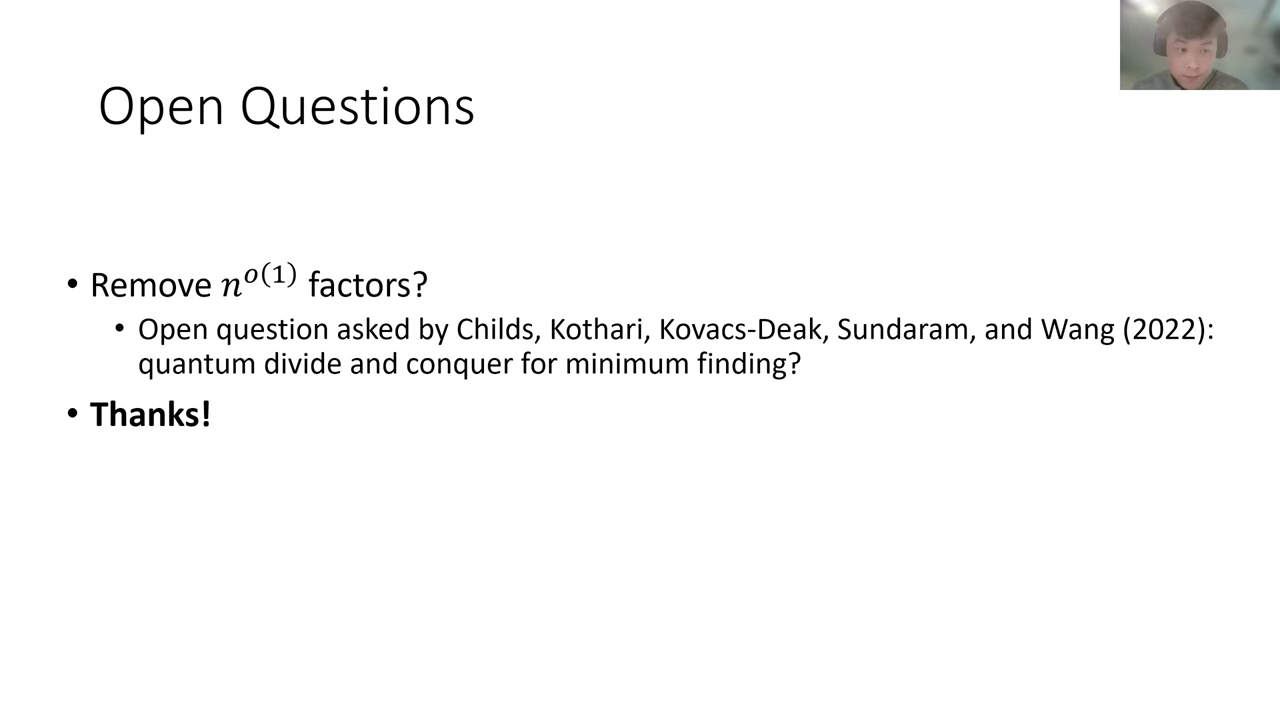 Open Questions
• Remove n^{o(1)} factors?
• Open question asked by Childs, Kothari, Kovacs-Deak, Sundaram, and Wang (2022):
quantum divide and conquer for minimum finding?
• Thanks!